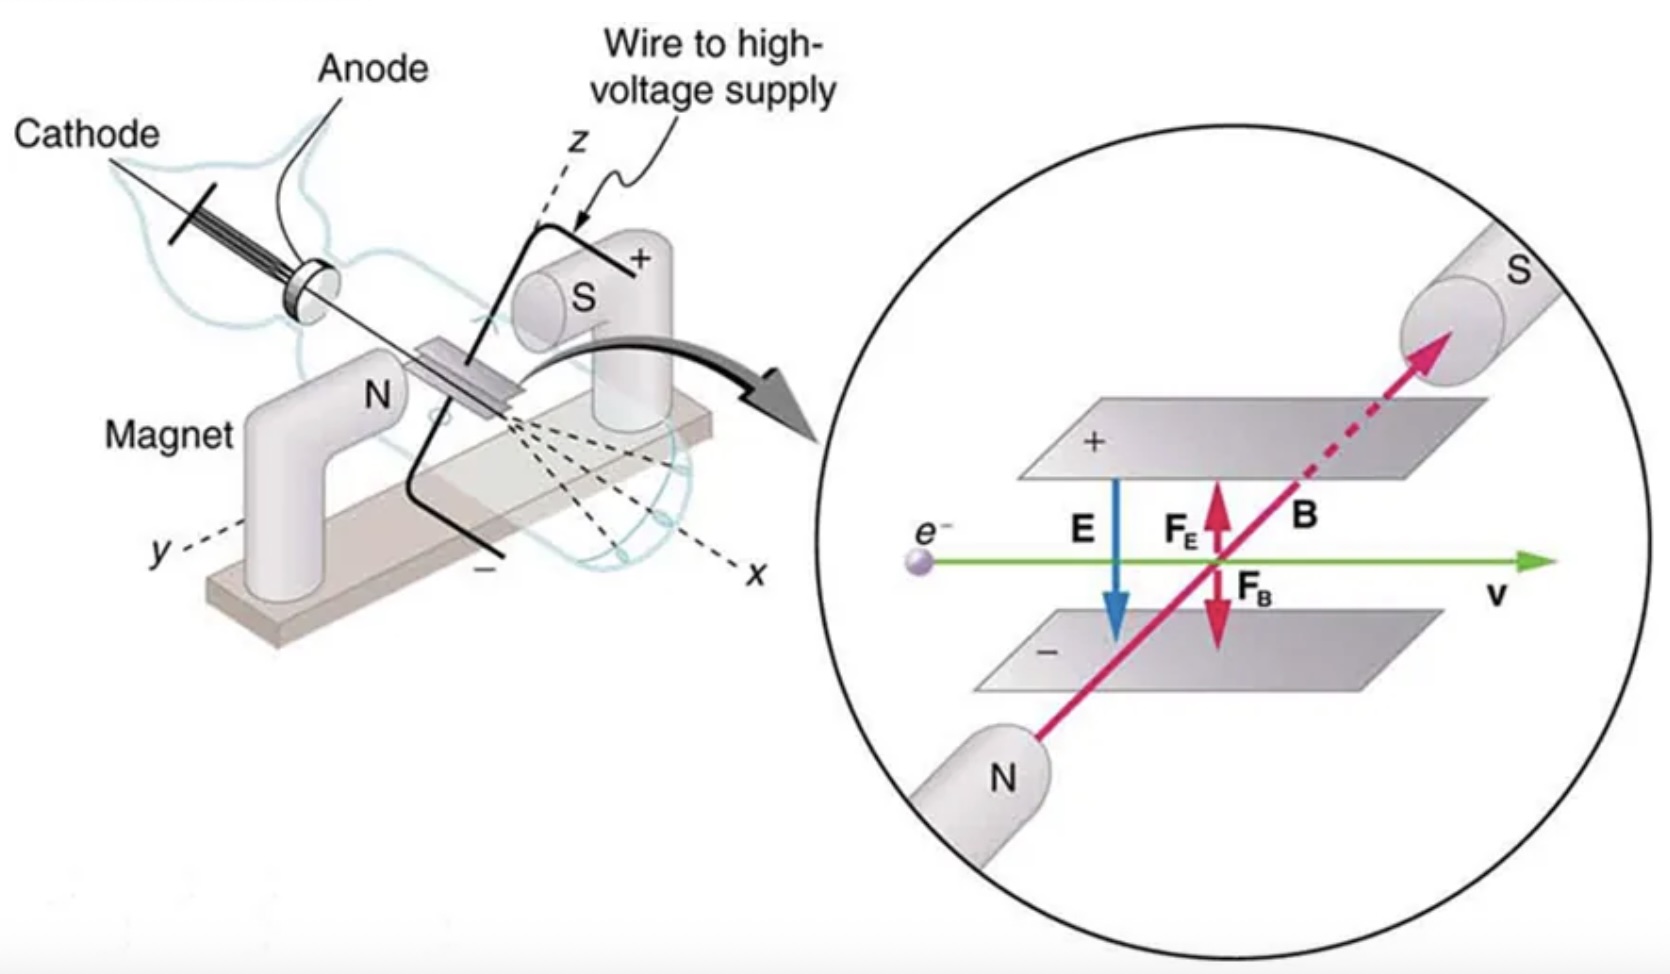 Wire to high-
voltage supply
Anode
Cathode
z
+
S
N
Magnet
y
−
x
S
+
E
F_E
B
e⁻
v
F_B
−
N